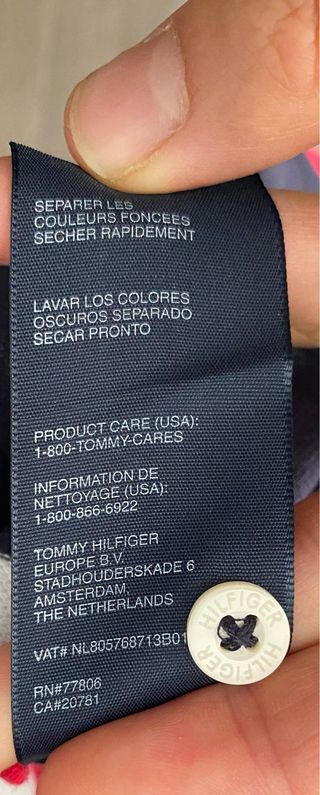 SEPARER LES
COULEURS FONCEES
SECHER RAPIDEMENT
LAVAR LOS COLORES
OSCUROS SEPARADO
SECAR PRONTO
PRODUCT CARE (USA):
1-800-TOMMY-CARES
INFORMATION DE
NETTOYAGE (USA):
1-800-866-6922
TOMMY HILFIGER
EUROPE B.V.
STADHOUDERSKADE 6
AMSTERDAM,
THE NETHERLANDS
VAT# NL805768713B01
RN#77806
CA#20781
HILFIGER
HILFIGER